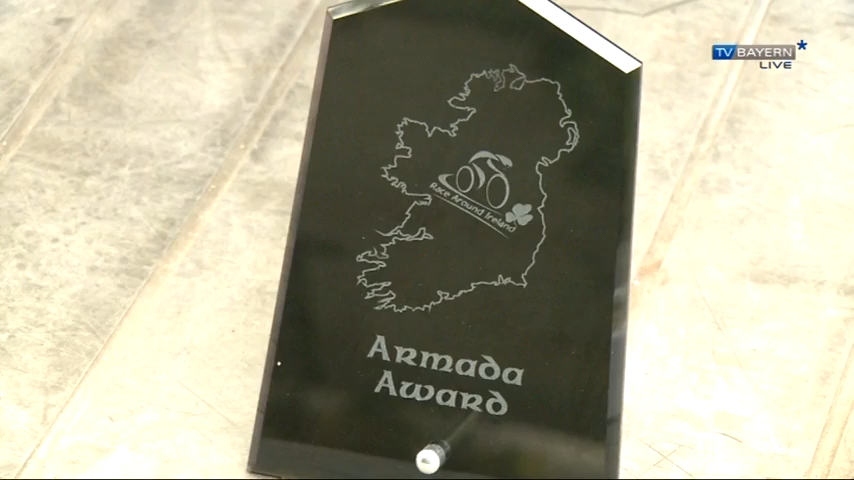 TV BAYERN*
LIVE
Race Around Ireland
Armada
Award